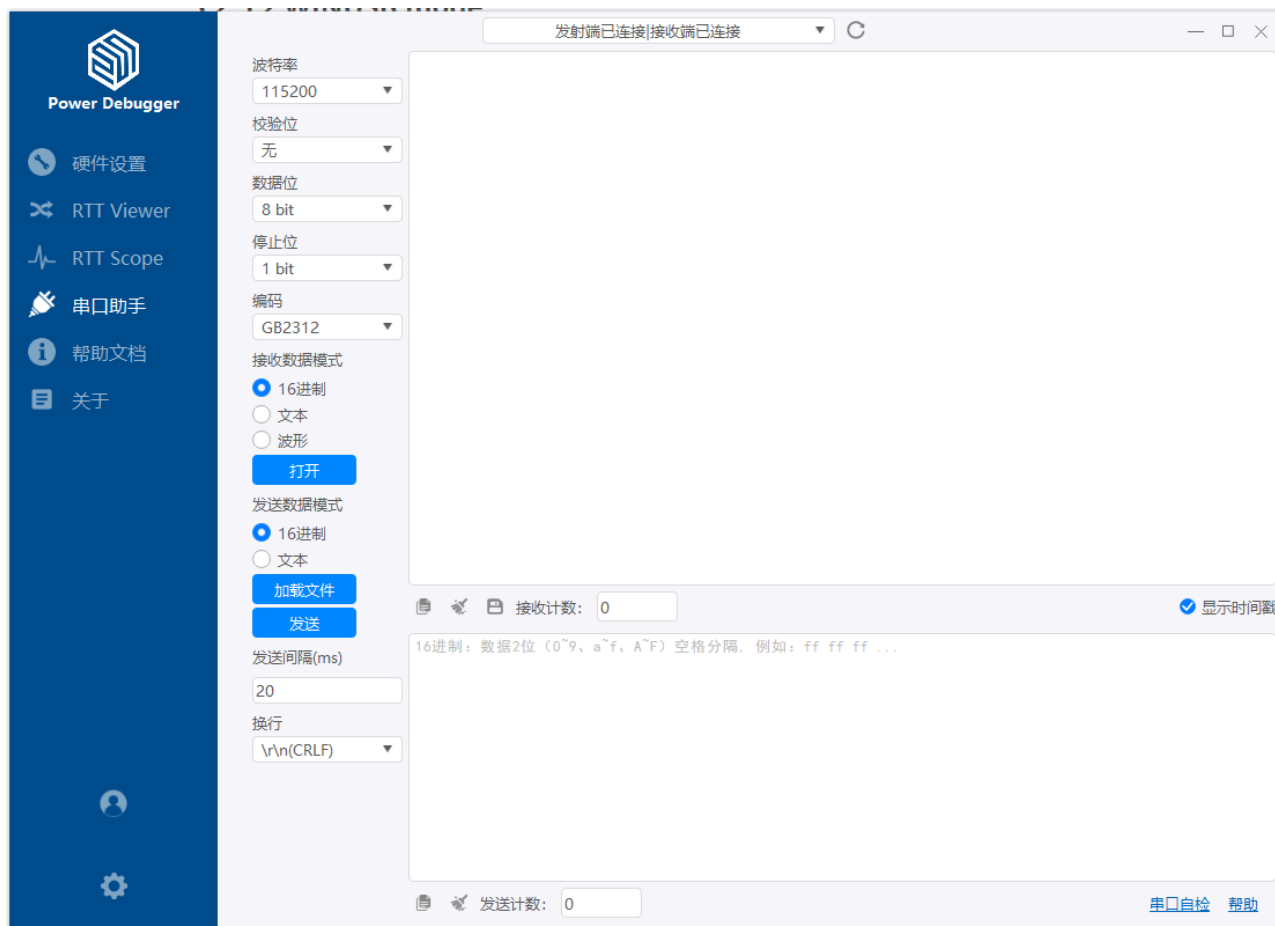 发射端已连接|接收端已连接
Power Debugger
硬件设置
RTT Viewer
RTT Scope
串口助手
帮助文档
关于
波特率
115200
校验位
无
数据位
8 bit
停止位
1 bit
编码
GB2312
接收数据模式
16进制
文本
波形
打开
发送数据模式
16进制
文本
加载文件
发送
发送间隔(ms)
20
换行
\r\n(CRLF)
接收计数: 0
显示时间戳
16进制: 数据2位 (0~9、a~f、A~F) 空格分隔. 例如: ff ff ff ...
发送计数: 0
串口自检 帮助